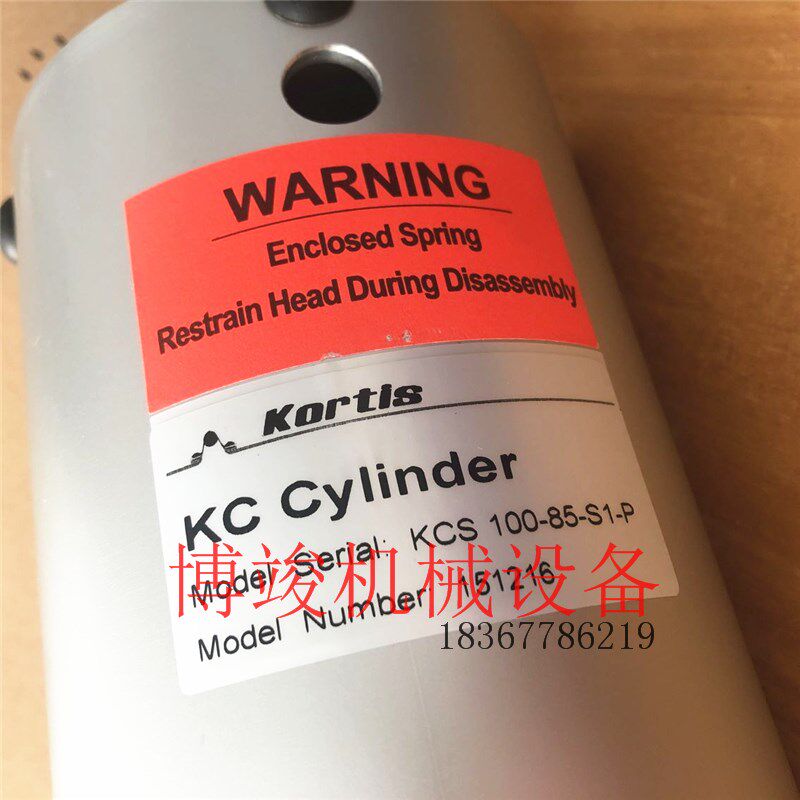 WARNING
Enclosed Spring
Restrain Head During Disassembly
Kortis
KC Cylinder
Model Serial: KCS 100-85-S1-P
博竣机械设备
Model Number: 151216
18367786219